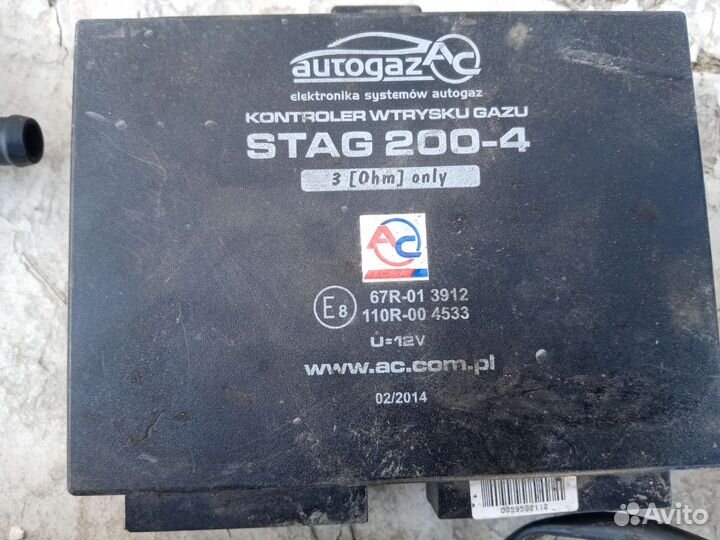 autogaz AC
elektronika systemów autogaz
KONTROLER WTRYSKU GAZU
STAG 200-4
3 [Ohm] only
AC
E8
67R-01 3912
110R-00 4533
U=12V
www.ac.com.pl
02/2014
0059582112
Avito